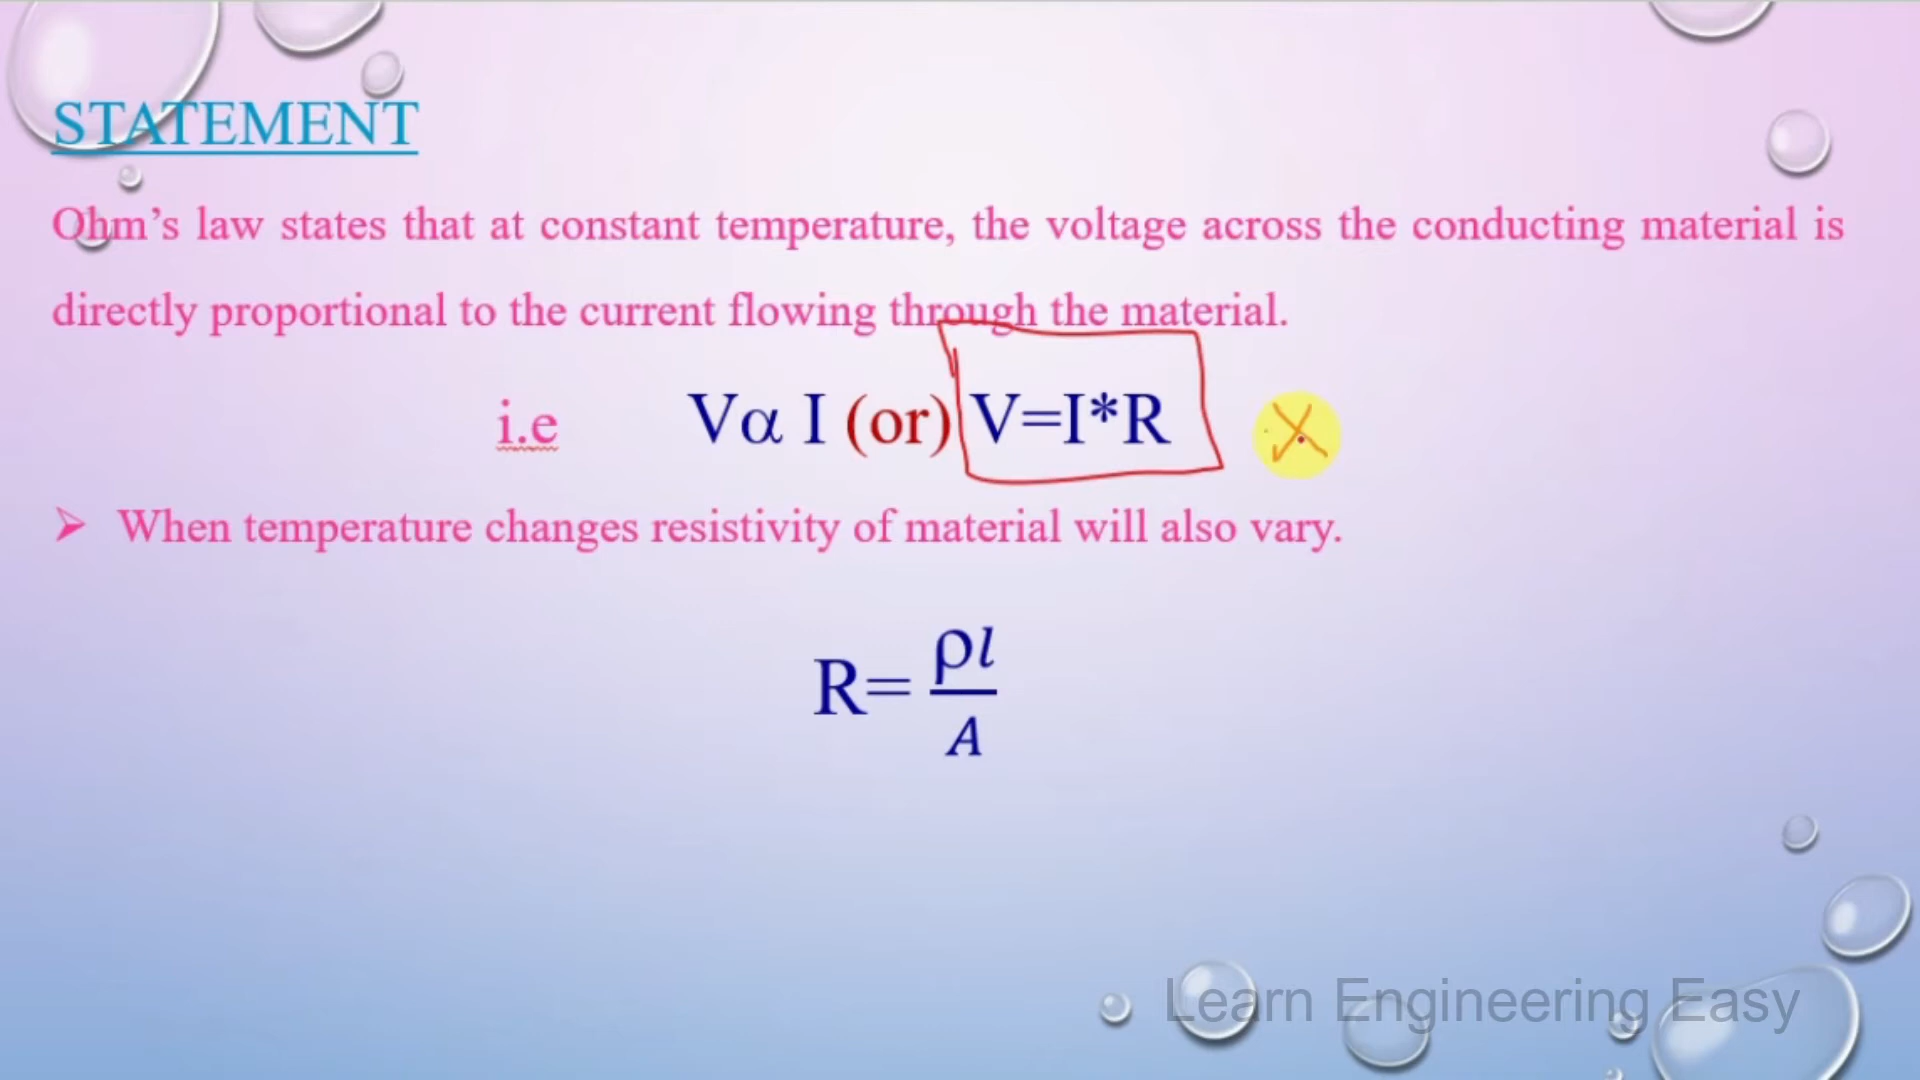 STATEMENT
Ohm’s law states that at constant temperature, the voltage across the conducting material is
directly proportional to the current flowing through the material.
i.e Vα I (or) V=I*R X
➢ When temperature changes resistivity of material will also vary.
R= ρl/A
Learn Engineering Easy